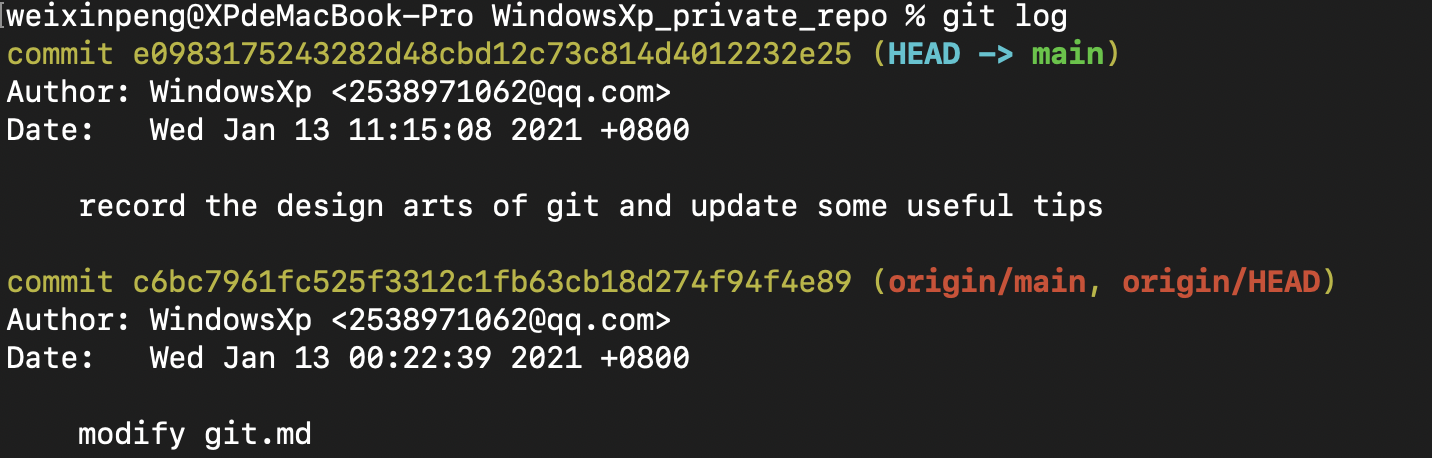 weixinpeng@XPdeMacBook-Pro WindowsXp_private_repo % git log
commit e0983175243282d48cbd12c73c814d4012232e25 (HEAD -> main)
Author: WindowsXp <2538971062@qq.com>
Date:   Wed Jan 13 11:15:08 2021 +0800
    record the design arts of git and update some useful tips
commit c6bc7961fc525f3312c1fb63cb18d274f94f4e89 (origin/main, origin/HEAD)
Author: WindowsXp <2538971062@qq.com>
Date:   Wed Jan 13 00:22:39 2021 +0800
    modify git.md